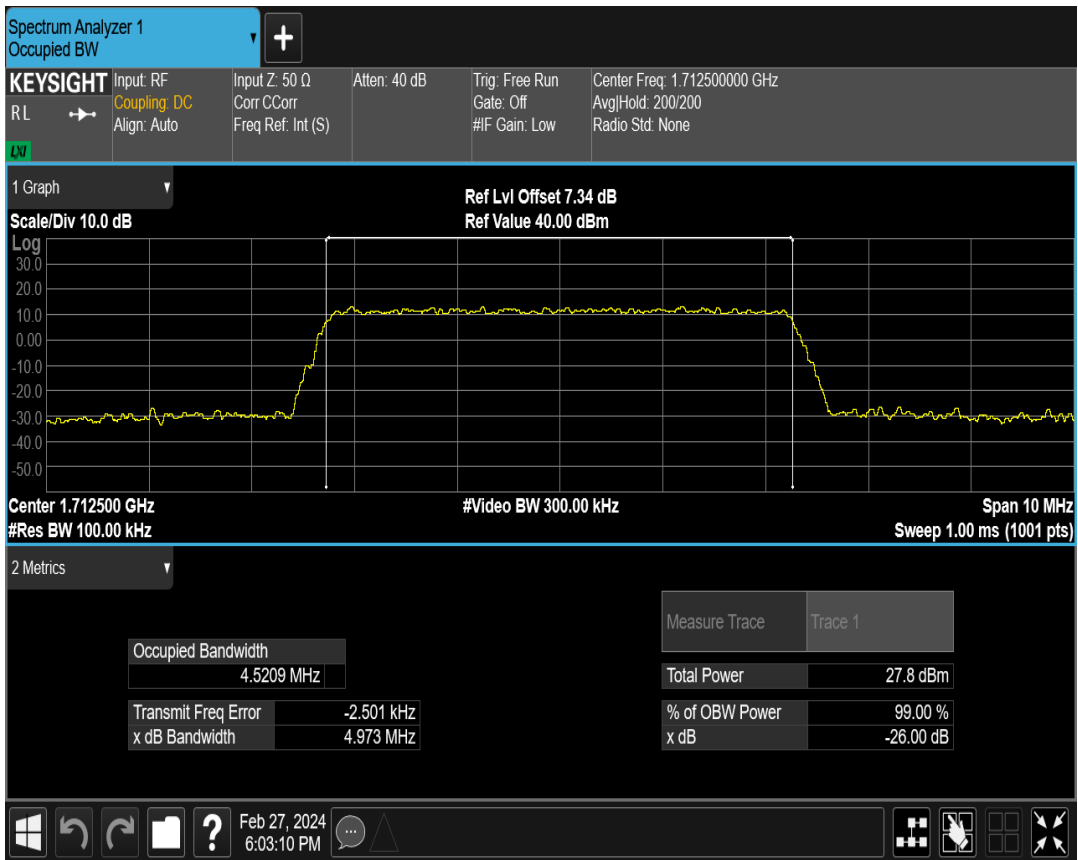 Spectrum Analyzer 1
Occupied BW
+
KEYSIGHT
RL
LXI
Input: RF
Coupling: DC
Align: Auto
Input Z: 50 Ω
Corr CCorr
Freq Ref: Int (S)
Atten: 40 dB
Trig: Free Run
Gate: Off
#IF Gain: Low
Center Freq: 1.712500000 GHz
Avg|Hold: 200/200
Radio Std: None
1 Graph
Scale/Div 10.0 dB
Ref Lvl Offset 7.34 dB
Ref Value 40.00 dBm
Log
30.0
20.0
10.0
0.00
-10.0
-20.0
-30.0
-40.0
-50.0
Center 1.712500 GHz
#Video BW 300.00 kHz
Span 10 MHz
#Res BW 100.00 kHz
Sweep 1.00 ms (1001 pts)
2 Metrics
Measure Trace Trace 1
Occupied Bandwidth
4.5209 MHz
Total Power 27.8 dBm
Transmit Freq Error -2.501 kHz
% of OBW Power 99.00 %
x dB Bandwidth 4.973 MHz
x dB -26.00 dB
?
Feb 27, 2024
6:03:10 PM